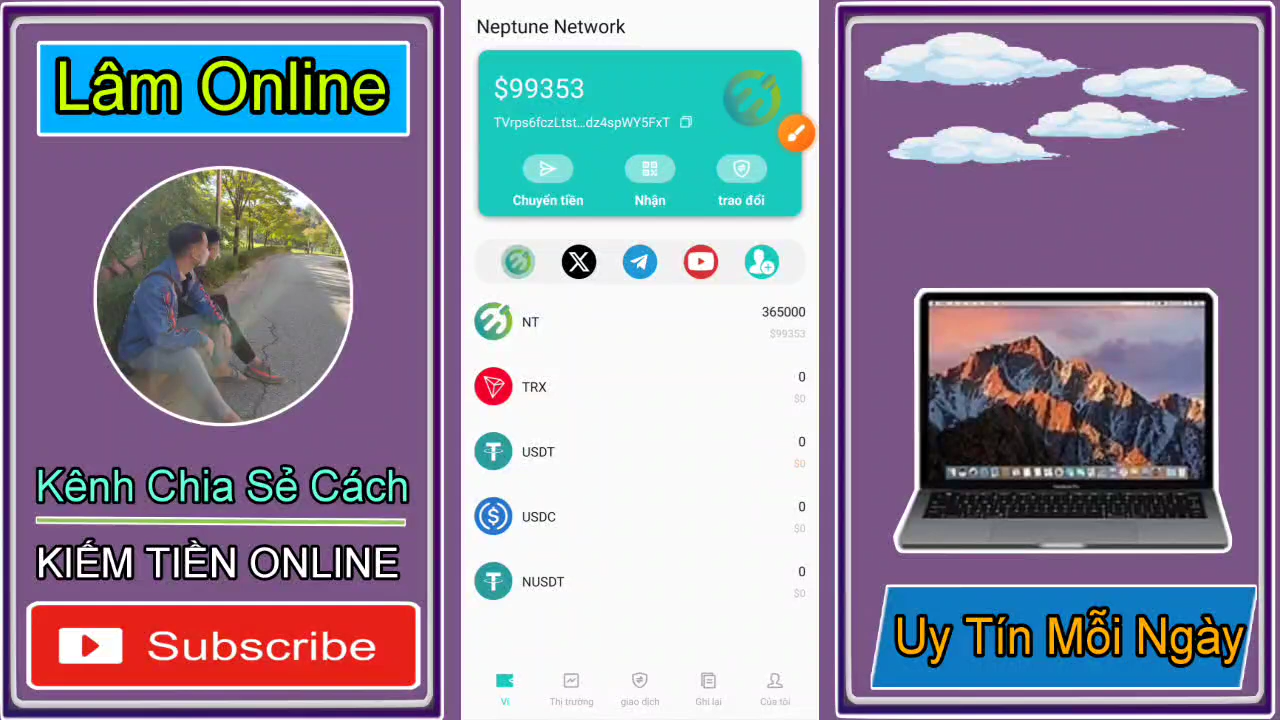 Lâm Online
Kênh Chia Sẻ Cách
KIẾM TIỀN ONLINE
Subscribe
Neptune Network
$99353
TVrps6fczLtst...dz4spWY5FxT
Chuyển tiền
Nhận
trao đổi
NT
365000
$99353
TRX
0
$0
USDT
0
$0
USDC
0
$0
NUSDT
0
$0
Ví
Thị trường
giao dịch
Ghi lại
Của tôi
Uy Tín Mỗi Ngày